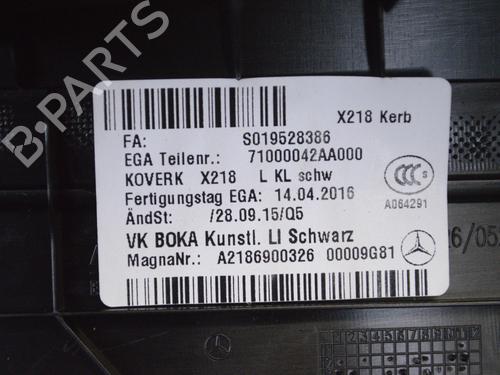 B-PARTS
X218 Kerb
FA: S019528386
EGA Teilenr.: 71000042AA000
KOVERK X218 L KL schw
Fertigungstag EGA: 14.04.2016
ÄndSt: /28.09.15/Q5
CCC S
A064291
VK BOKA Kunstl. LI Schwarz
MagnaNr.: A2186900326 00009G81